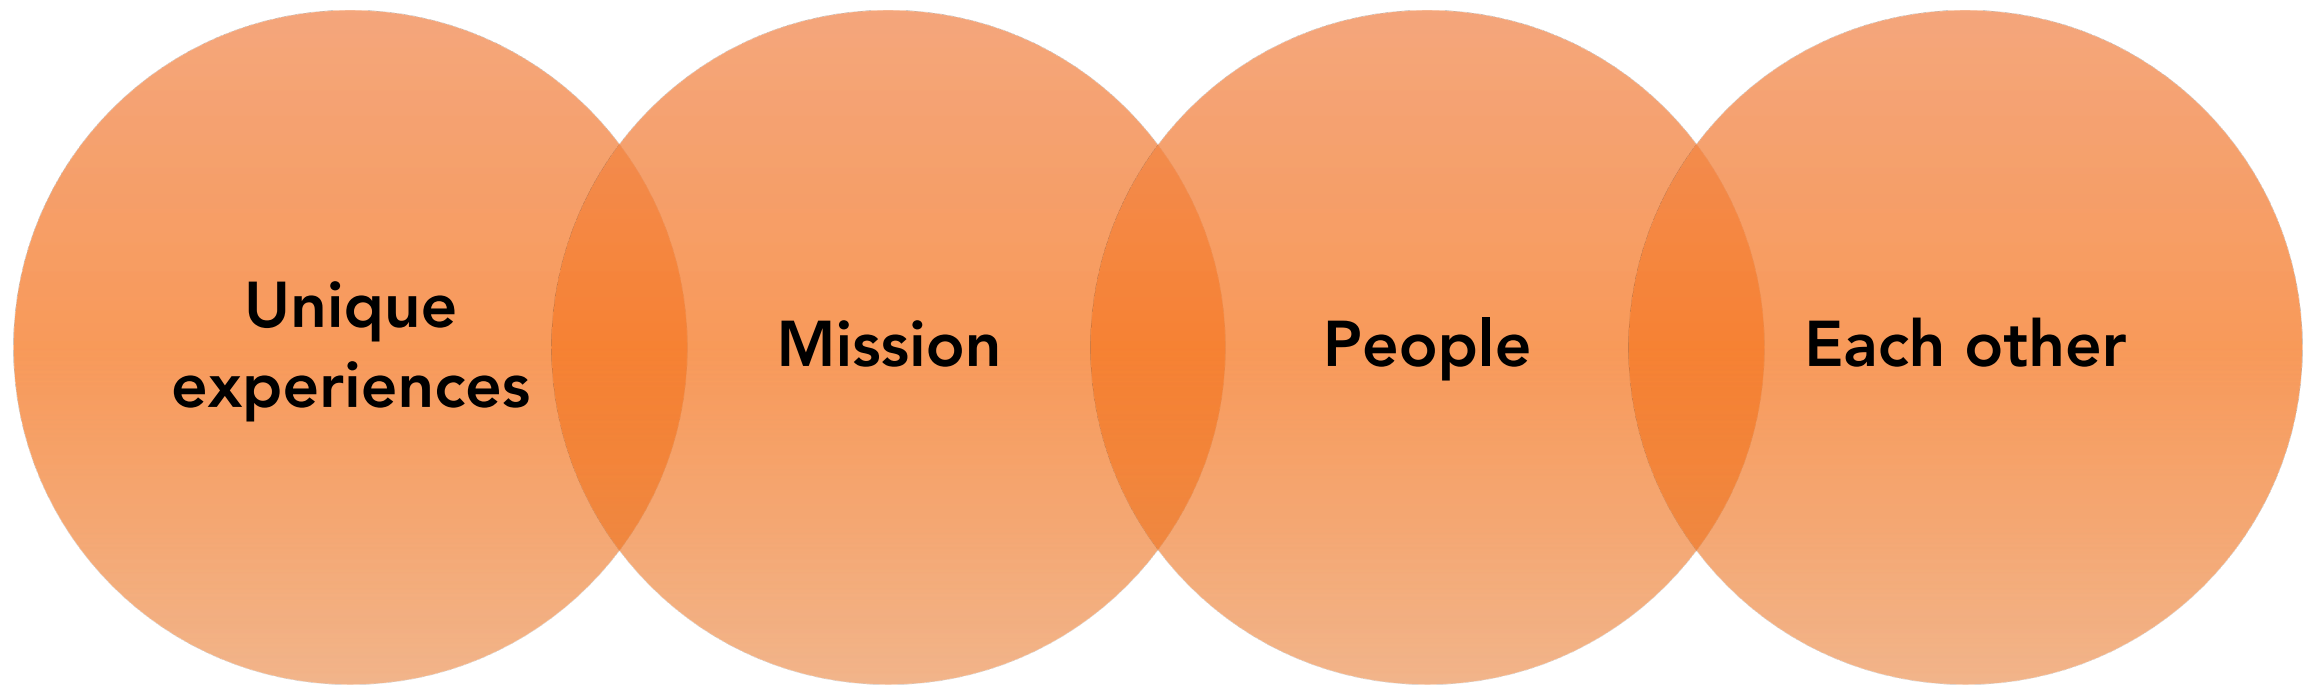 Unique
experiences
Mission
People
Each other